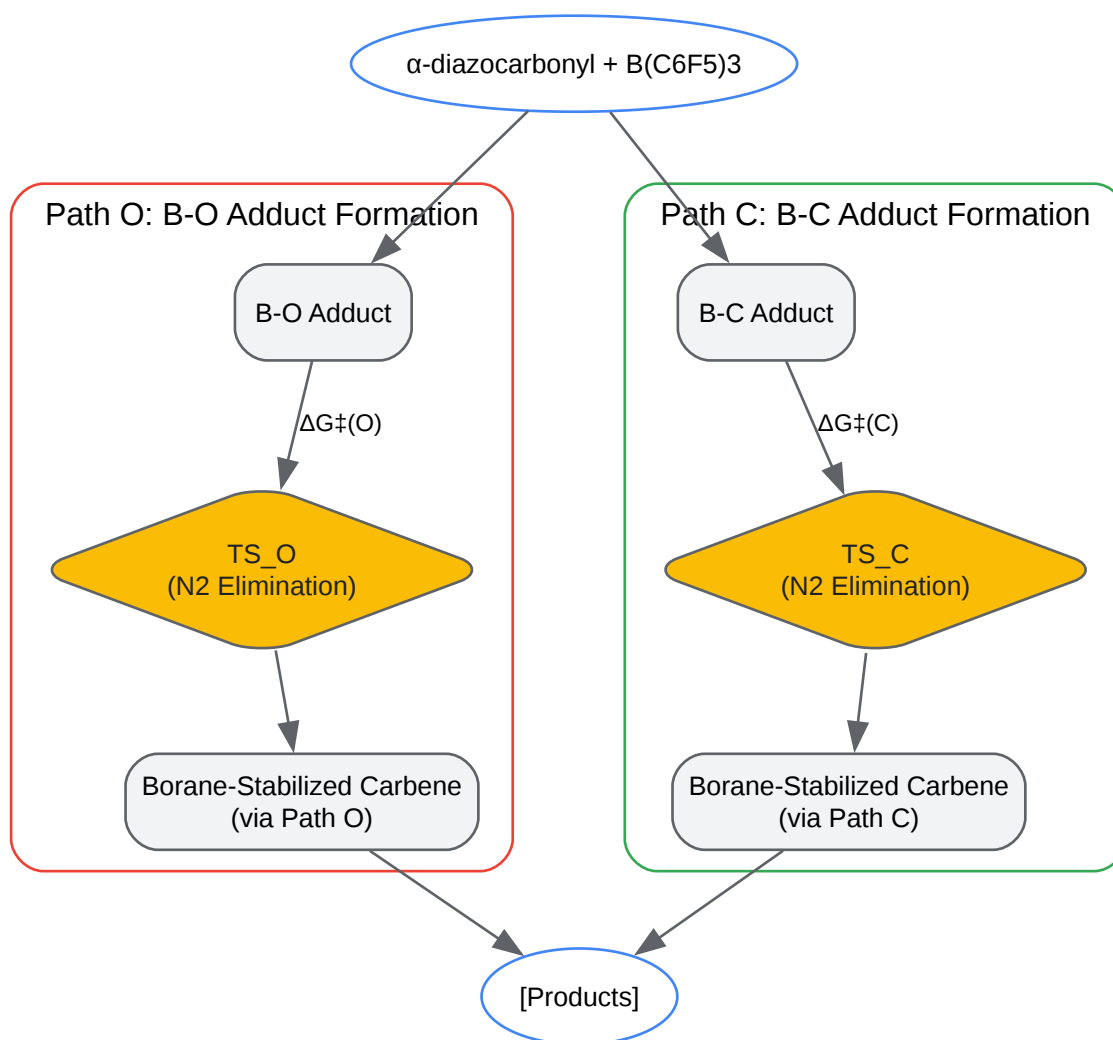 α-diazocarbonyl + B(C6F5)3
Path O: B-O Adduct Formation
Path C: B-C Adduct Formation
B-O Adduct
B-C Adduct
ΔG‡(O)
ΔG‡(C)
TS_O
(N2 Elimination)
TS_C
(N2 Elimination)
Borane-Stabilized Carbene
(via Path O)
Borane-Stabilized Carbene
(via Path C)
[Products]